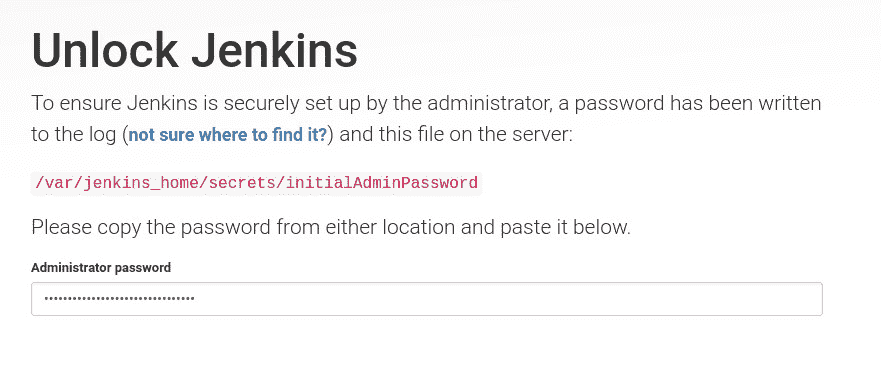 Unlock Jenkins
To ensure Jenkins is securely set up by the administrator, a password has been written
to the log (not sure where to find it?) and this file on the server:
/var/jenkins_home/secrets/initialAdminPassword
Please copy the password from either location and paste it below.
Administrator password
••••••••••••••••••••••••••••••••